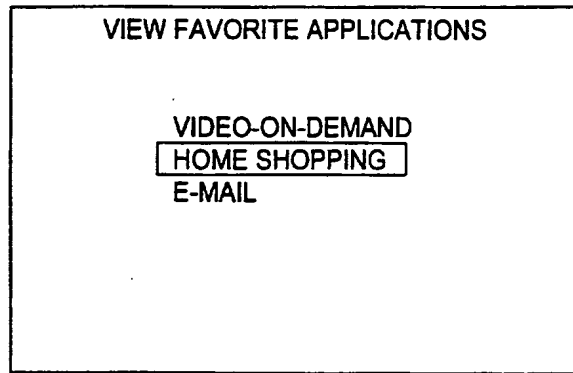 VIEW FAVORITE APPLICATIONS
VIDEO-ON-DEMAND
HOME SHOPPING
E-MAIL